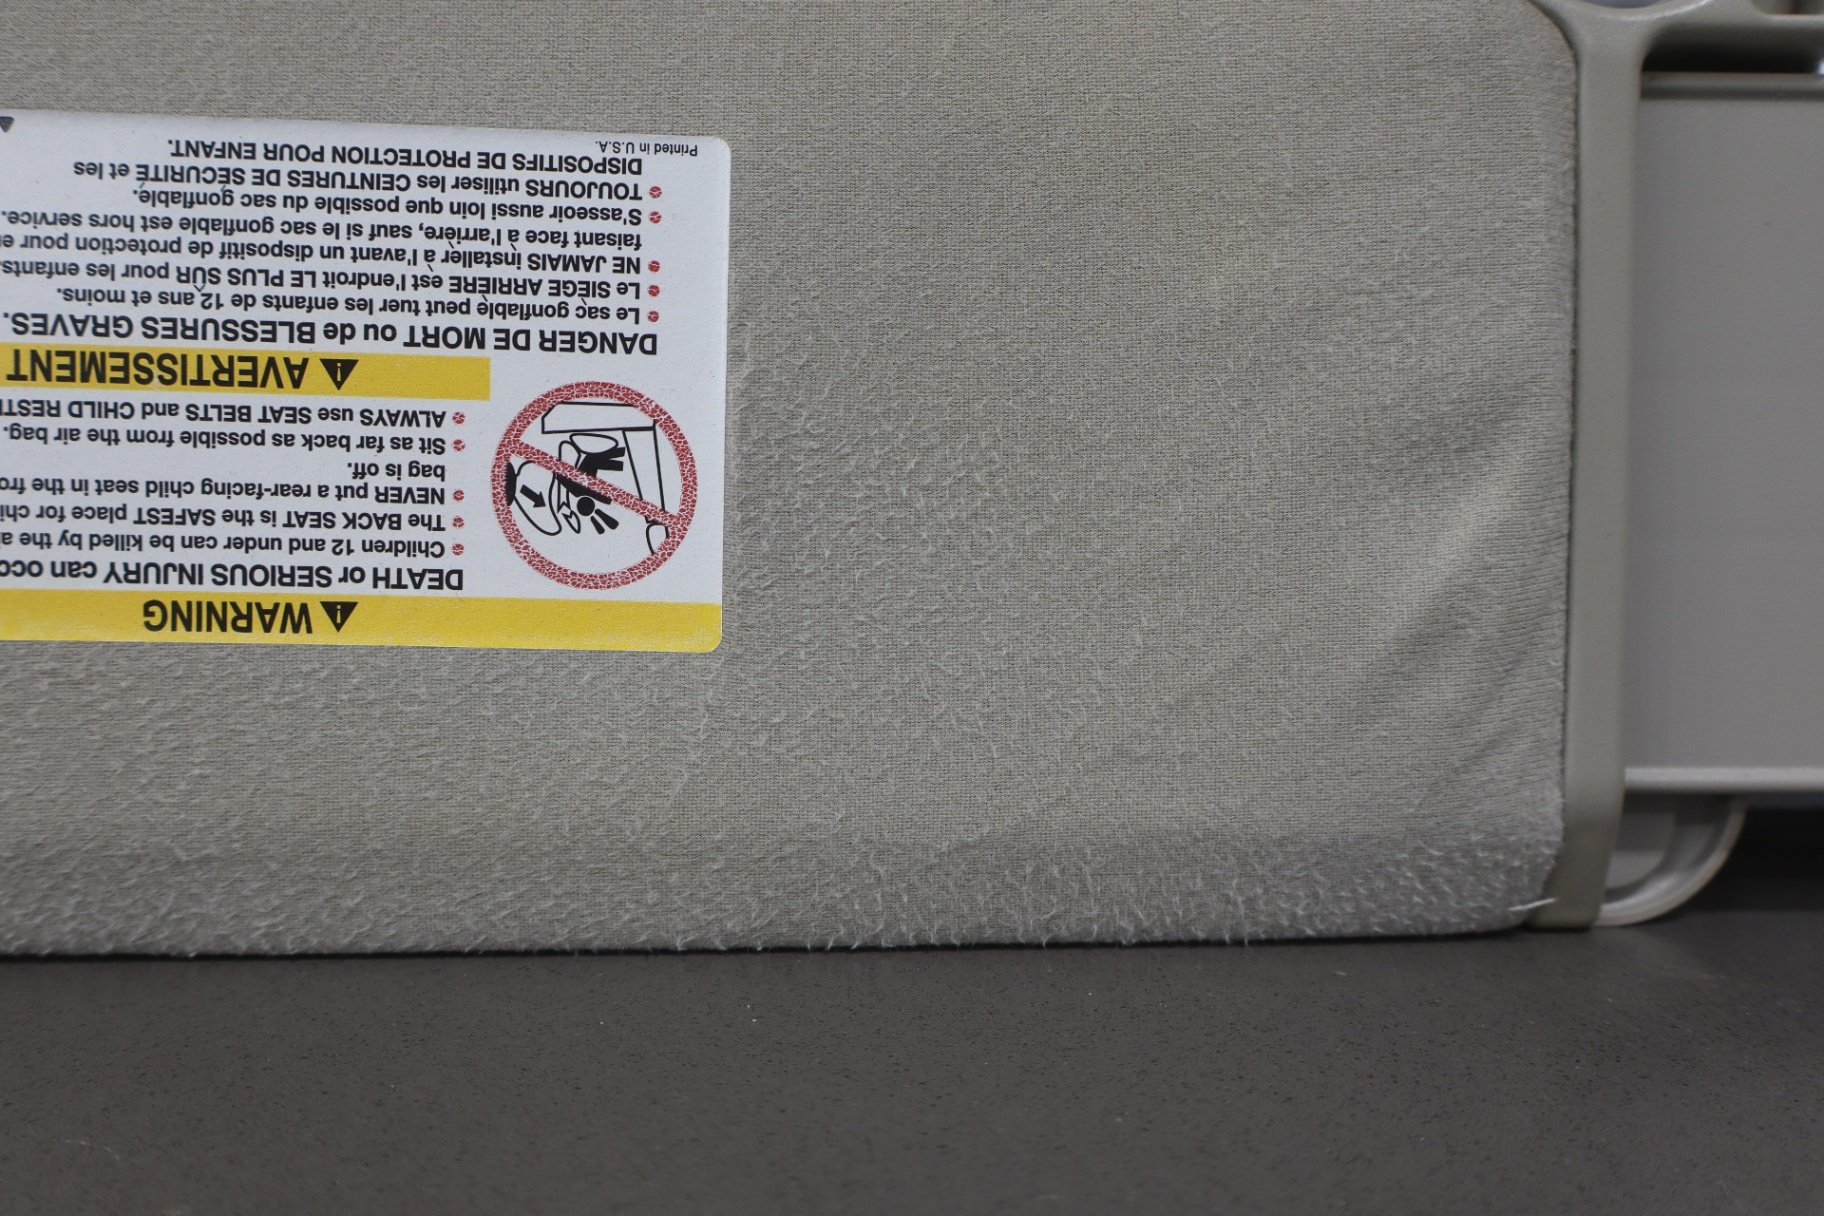 WARNING
DEATH or SERIOUS INJURY can occ
• Children 12 and under can be killed by the a
• The BACK SEAT is the SAFEST place for chi
• NEVER put a rear-facing child seat in the fro
bag is off.
• Sit as far back as possible from the air bag.
• ALWAYS use SEAT BELTS and CHILD REST
AVERTISSEMENT
DANGER DE MORT ou de BLESSURES GRAVES.
• Le sac gonflable peut tuer les enfants de 12 ans et moins.
• Le SIÈGE ARRIÈRE est l'endroit LE PLUS SÛR pour les enfants.
• NE JAMAIS installer à l'avant un dispositif de protection pour e
faisant face à l'arrière, sauf si le sac gonflable est hors service.
• S'asseoir aussi loin que possible du sac gonflable.
• TOUJOURS utiliser les CEINTURES DE SÉCURITÉ et les
DISPOSITIFS DE PROTECTION POUR ENFANT.
Printed in U.S.A.